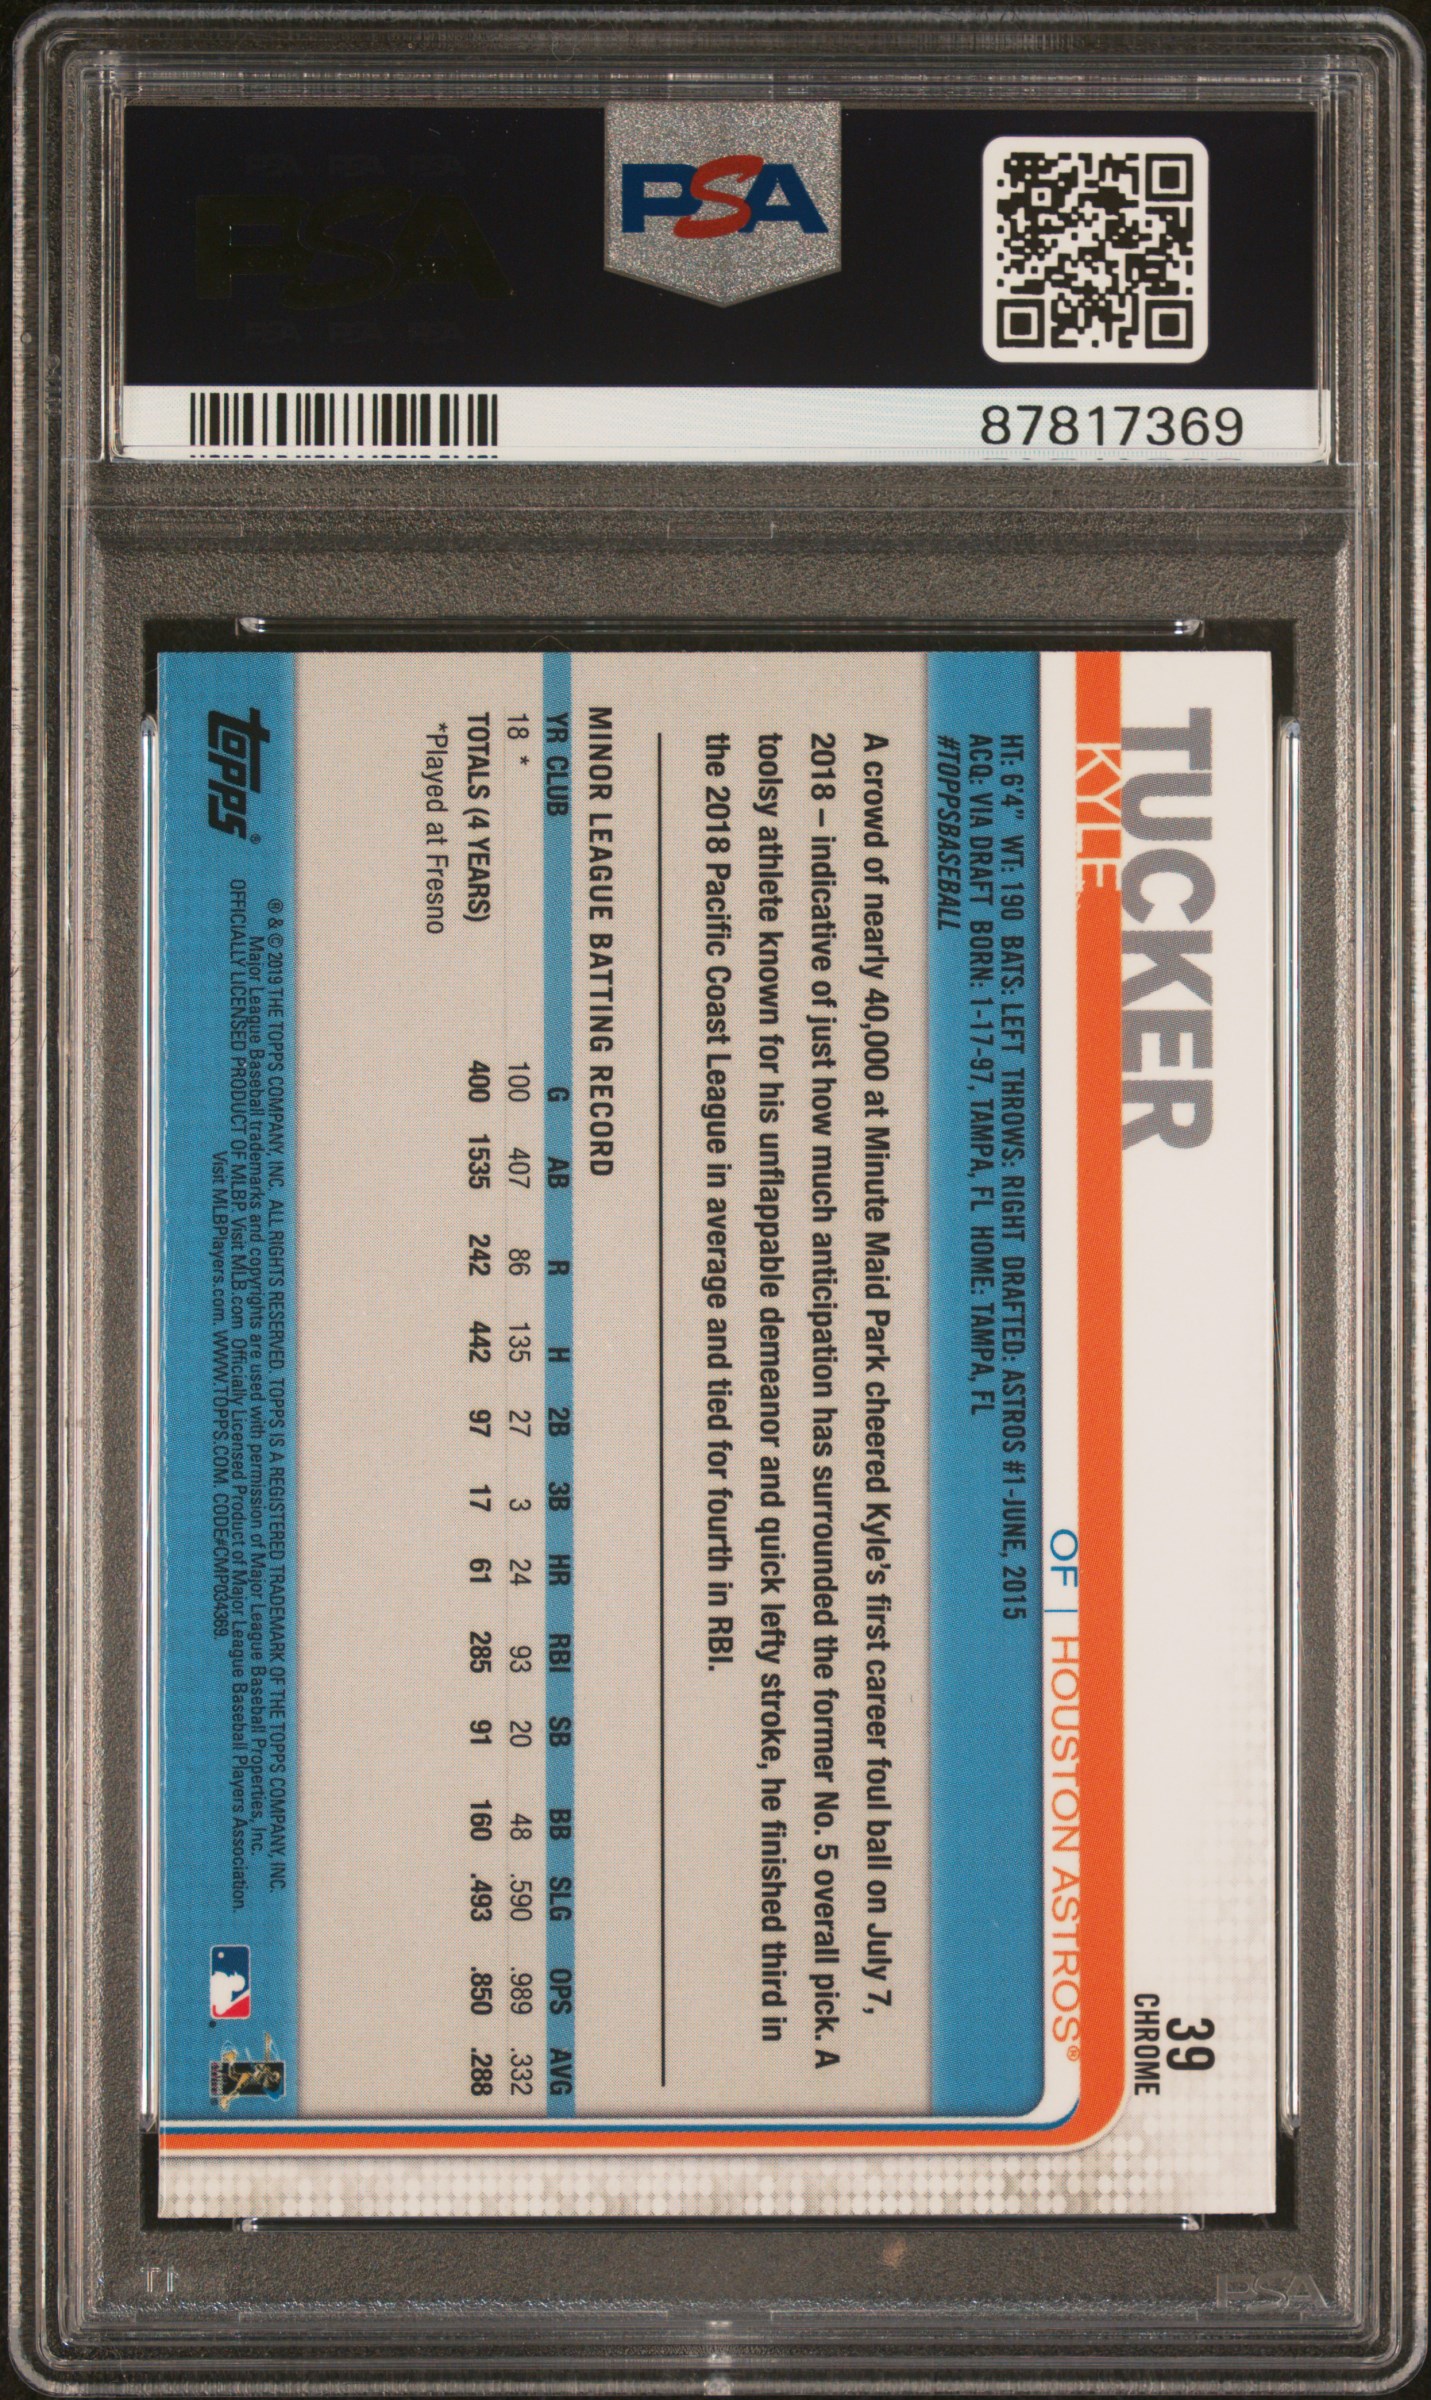 PSA
PSA
87817369
39
CHROME
TUCKER
KYLE
OF | HOUSTON ASTROS®
HT: 6'4" WT: 190 BATS: LEFT THROWS: RIGHT DRAFTED: ASTROS #1-JUNE, 2015
ACQ: VIA DRAFT BORN: 1-17-97, TAMPA, FL HOME: TAMPA, FL
#TOPPSBASEBALL
A crowd of nearly 40,000 at Minute Maid Park cheered Kyle's first career foul ball on July 7,
2018 – indicative of just how much anticipation has surrounded the former No. 5 overall pick. A
toolsy athlete known for his unflappable demeanor and quick lefty stroke, he finished third in
the 2018 Pacific Coast League in average and tied for fourth in RBI.
MINOR LEAGUE BATTING RECORD
YR CLUB G AB R H 2B 3B HR RBI SB BB SLG OPS AVG
18 * 100 407 86 135 27 3 24 93 20 48 .590 .989 .332
TOTALS (4 YEARS) 400 1535 242 442 97 17 61 285 91 160 .493 .850 .288
*Played at Fresno
topps®
® & © 2019 THE TOPPS COMPANY, INC. ALL RIGHTS RESERVED. TOPPS IS A REGISTERED TRADEMARK OF THE TOPPS COMPANY, INC.
Major League Baseball trademarks and copyrights are used with permission of Major League Baseball Properties, Inc.
OFFICIALLY LICENSED PRODUCT OF MLBP. Visit MLB.com Officially Licensed Product of Major League Baseball Players Association.
Visit MLBPlayers.com. WWW.TOPPS.COM. CODE#CMP034369.
PSA